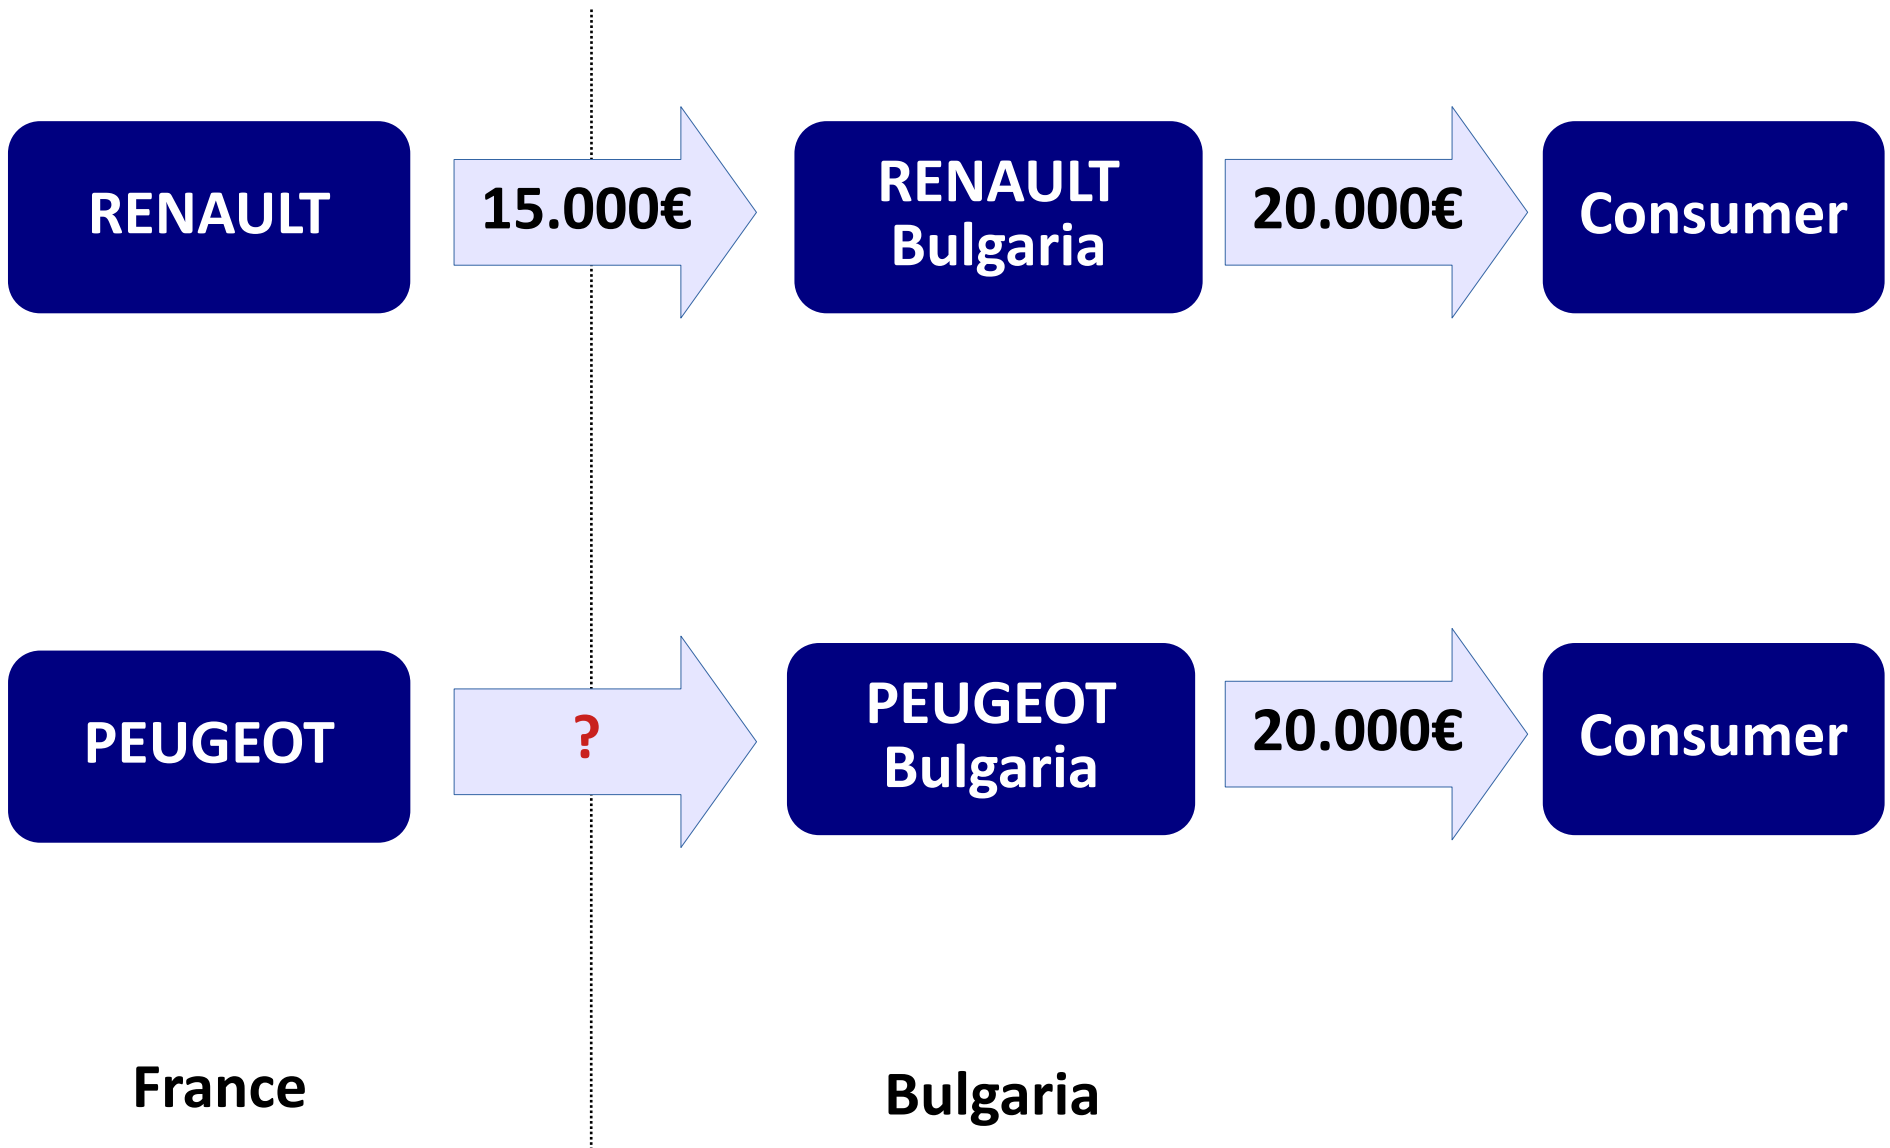 RENAULT
15.000€
RENAULT
Bulgaria
20.000€
Consumer
PEUGEOT
?
PEUGEOT
Bulgaria
20.000€
Consumer
France
Bulgaria